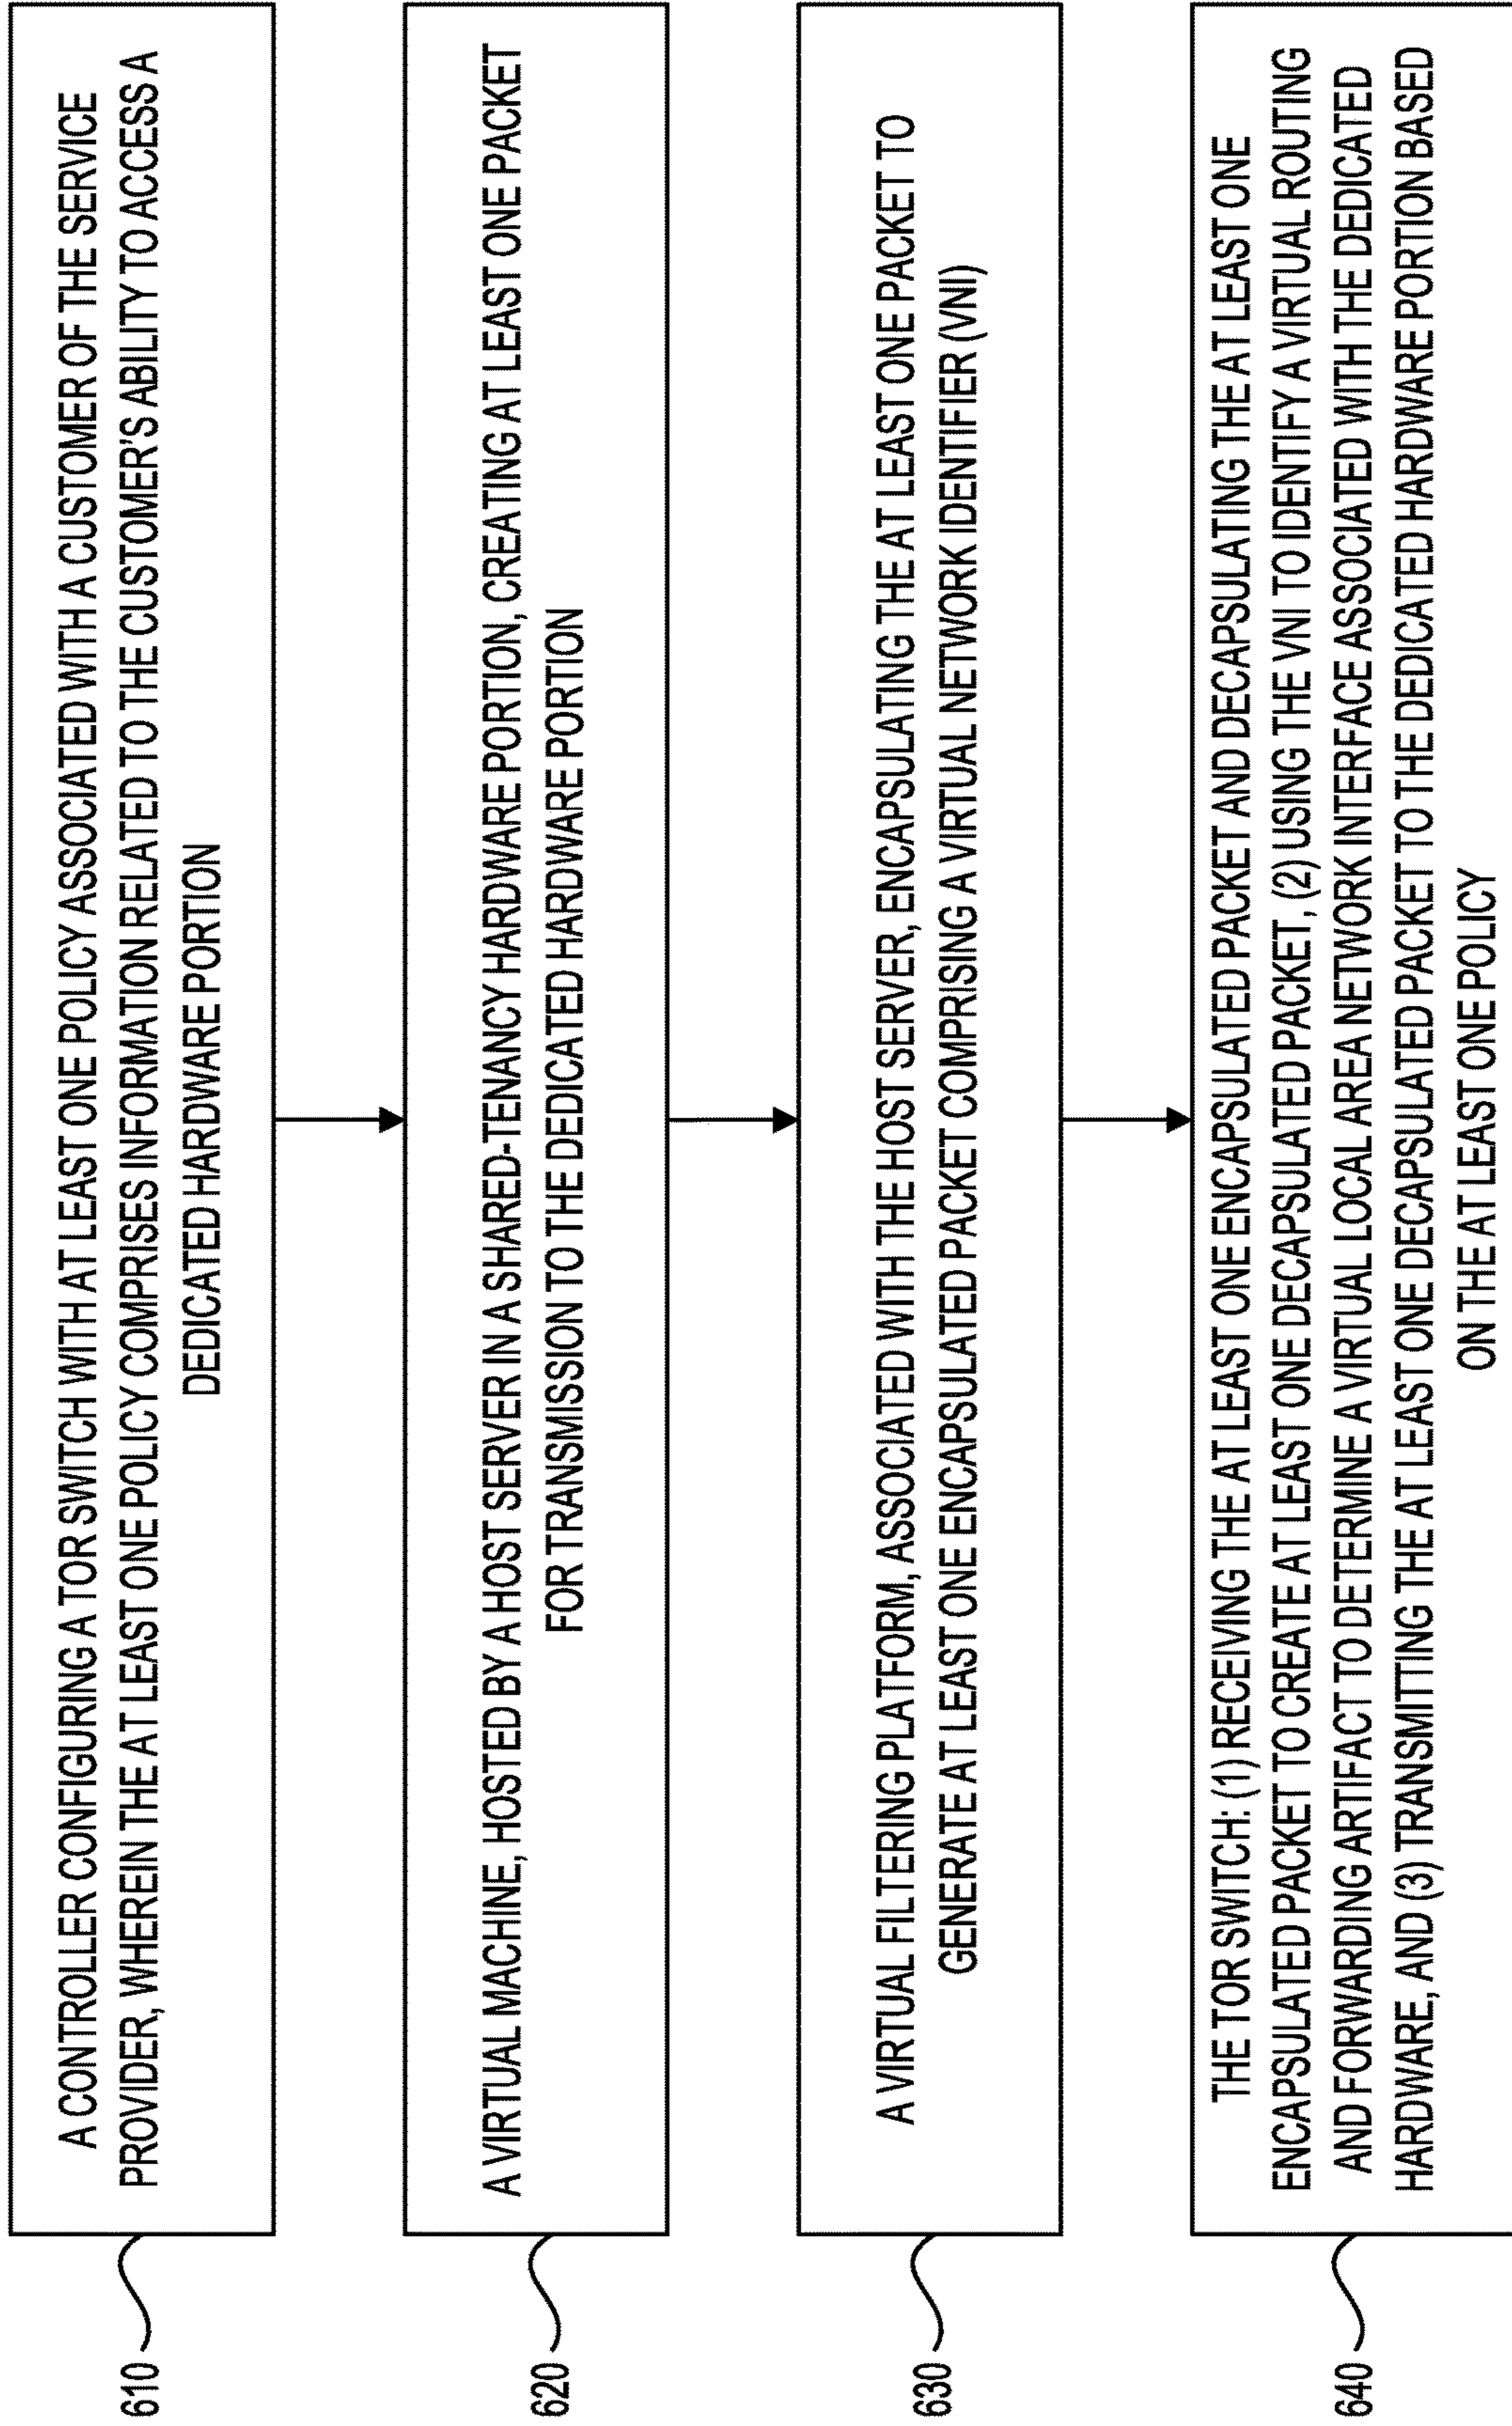 610
A CONTROLLER CONFIGURING A TOR SWITCH WITH AT LEAST ONE POLICY ASSOCIATED WITH A CUSTOMER OF THE SERVICE
PROVIDER, WHEREIN THE AT LEAST ONE POLICY COMPRISES INFORMATION RELATED TO THE CUSTOMER'S ABILITY TO ACCESS A
DEDICATED HARDWARE PORTION
620
A VIRTUAL MACHINE, HOSTED BY A HOST SERVER IN A SHARED-TENANCY HARDWARE PORTION, CREATING AT LEAST ONE PACKET
FOR TRANSMISSION TO THE DEDICATED HARDWARE PORTION
630
A VIRTUAL FILTERING PLATFORM, ASSOCIATED WITH THE HOST SERVER, ENCAPSULATING THE AT LEAST ONE PACKET TO
GENERATE AT LEAST ONE ENCAPSULATED PACKET COMPRISING A VIRTUAL NETWORK IDENTIFIER (VNI)
640
THE TOR SWITCH: (1) RECEIVING THE AT LEAST ONE ENCAPSULATED PACKET AND DECAPSULATING THE AT LEAST ONE
ENCAPSULATED PACKET TO CREATE AT LEAST ONE DECAPSULATED PACKET, (2) USING THE VNI TO IDENTIFY A VIRTUAL ROUTING
AND FORWARDING ARTIFACT TO DETERMINE A VIRTUAL LOCAL AREA NETWORK INTERFACE ASSOCIATED WITH THE DEDICATED
HARDWARE, AND (3) TRANSMITTING THE AT LEAST ONE DECAPSULATED PACKET TO THE DEDICATED HARDWARE PORTION BASED
ON THE AT LEAST ONE POLICY